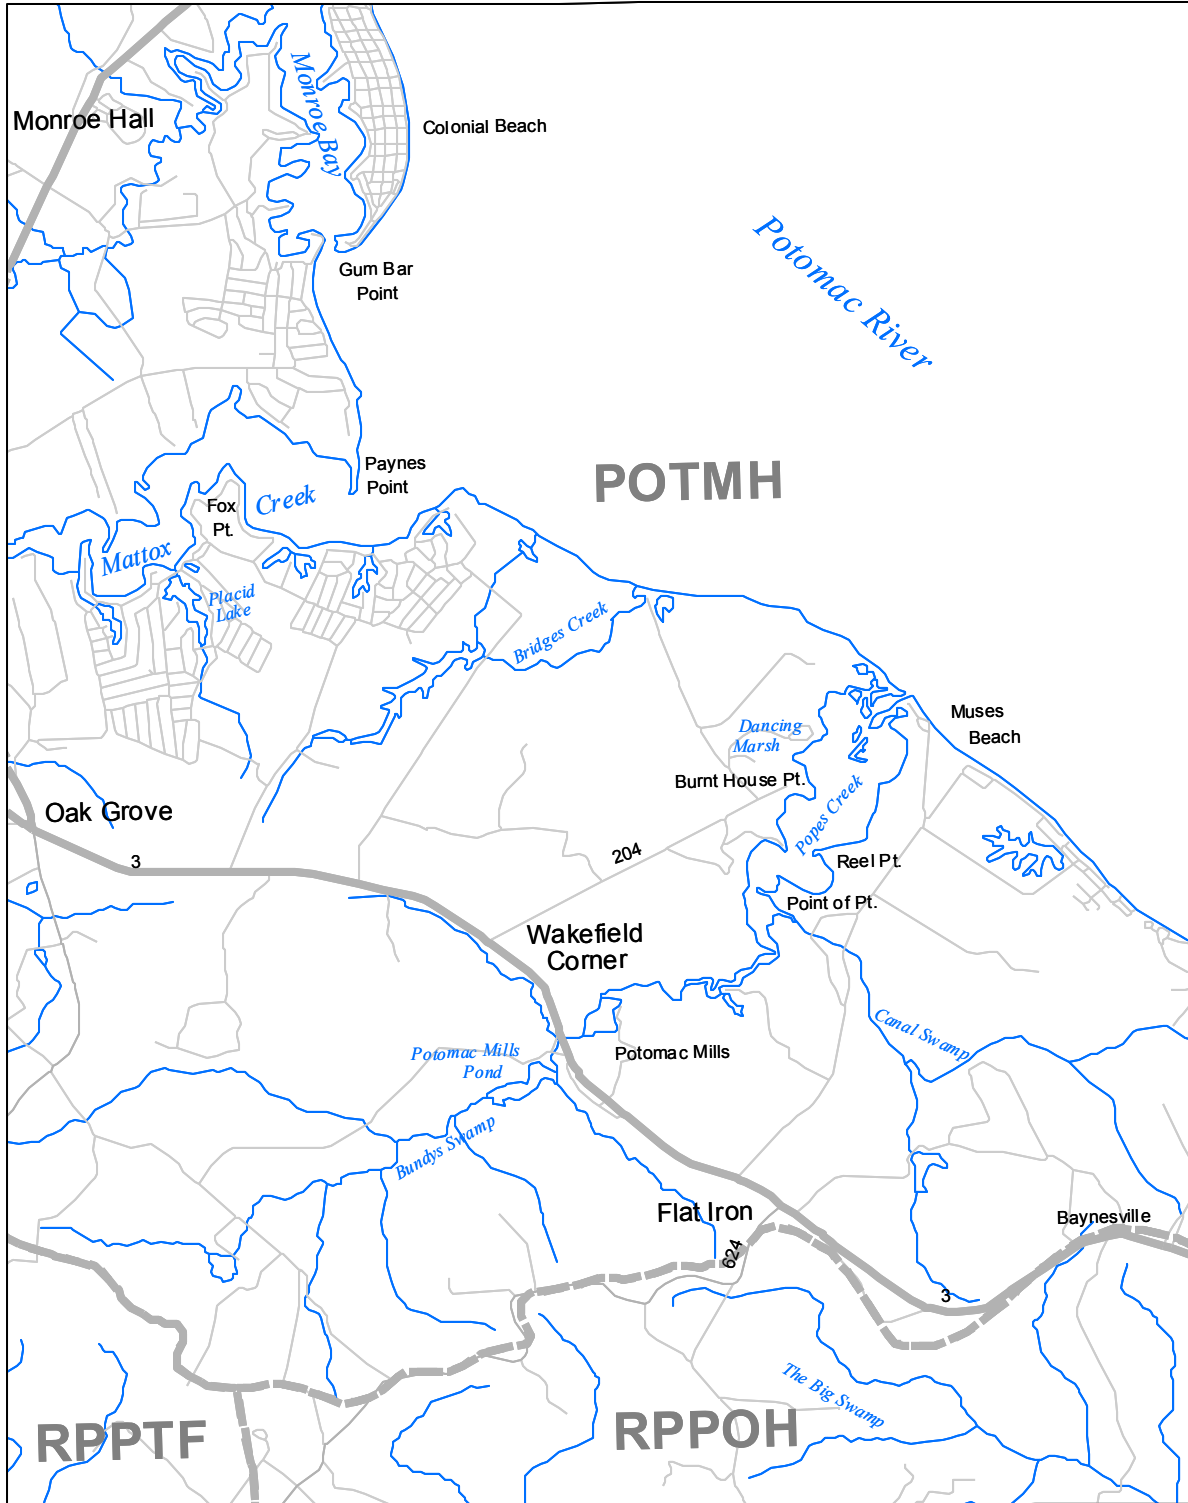 Monroe Bay
Monroe Hall
Colonial Beach
Potomac River
Gum Bar
Point
Paynes
Point
POTMH
Fox
Pt.
Creek
Mattox
Placid
Lake
Bridges Creek
Muses
Beach
Dancing
Marsh
Burnt House Pt.
Popes Creek
Oak Grove
3
204
Reel Pt.
Point of Pt.
Wakefield
Corner
Canal Swamp
Potomac Mills
Pond
Potomac Mills
Bundys Swamp
Flat Iron
624
Baynesville
3
The Big Swamp
RPPTF
RPPOH